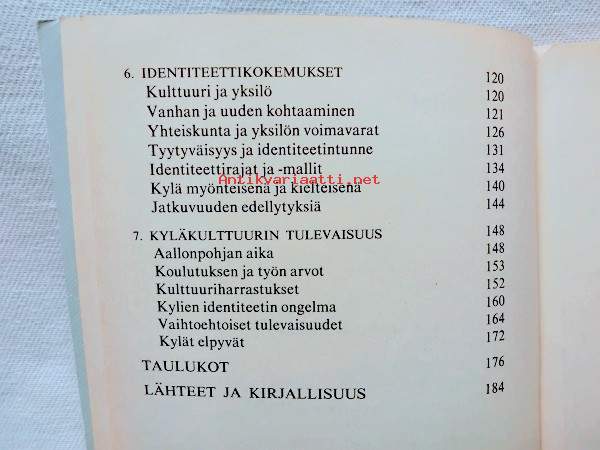 6. IDENTITEETTIKOKEMUKSET 120
Kulttuuri ja yksilö 120
Vanhan ja uuden kohtaaminen 121
Yhteiskunta ja yksilön voimavarat 126
Tyytyväisyys ja identiteetintunne 131
Identiteettirajat ja -mallit 134
Antikvariaatti.net
Kylä myönteisenä ja kielteisenä 140
Jatkuvuuden edellytyksiä 144
7. KYLÄKULTTUURIN TULEVAISUUS 148
Aallonpohjan aika 148
Koulutuksen ja työn arvot 153
Kulttuuriharrastukset 152
Kylien identiteetin ongelma 160
Vaihtoehtoiset tulevaisuudet 164
Kylät elpyvät 172
TAULUKOT 176
LÄHTEET JA KIRJALLISUUS 184